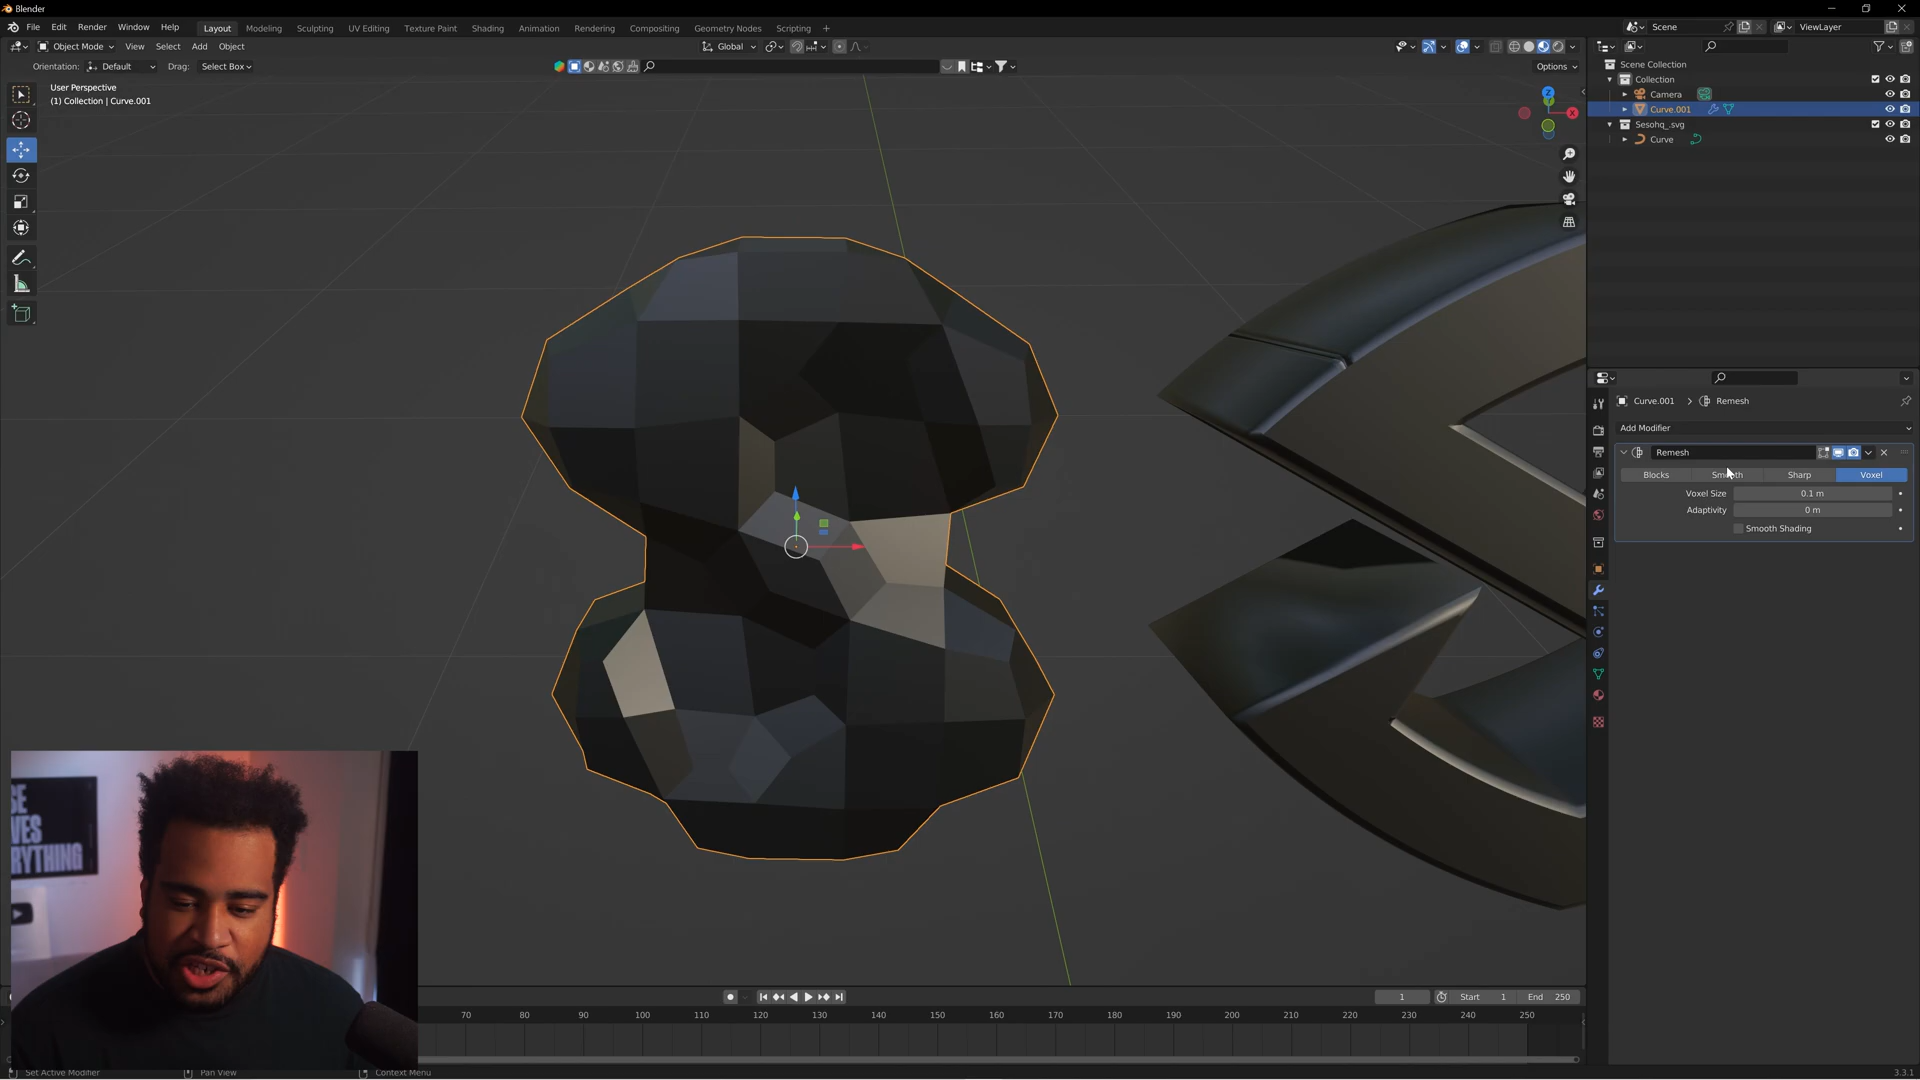 Blender
File Edit Render Window Help Layout Modeling Sculpting UV Editing Texture Paint Shading Animation Rendering Compositing Geometry Nodes Scripting + Scene ViewLayer
Object Mode View Select Add Object Global
Orientation: Default Drag: Select Box Options
User Perspective
(1) Collection | Curve.001
Z
Y
X
Scene Collection
Collection
Camera
Curve.001
Sesohq_.svg
Curve
Curve.001 > Remesh
Add Modifier
Remesh
Blocks Smooth Sharp Voxel
Voxel Size 0.1 m
Adaptivity 0 m
Smooth Shading
1 Start 1 End 250
70 80 90 100 110 120 130 140 150 160 170 180 190 200 210 220 230 240 250
Set Active Modifier Pan View Context Menu 3.3.1